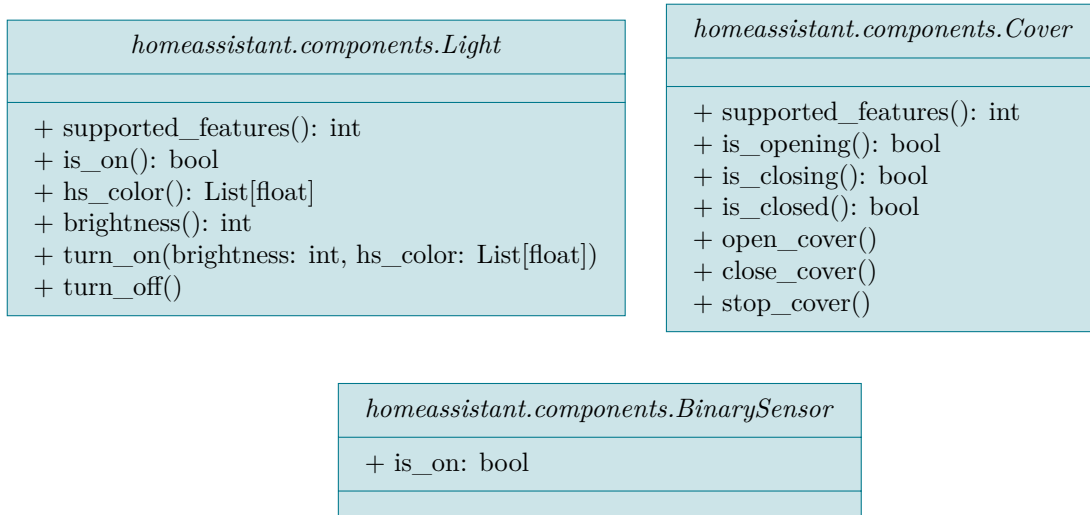 homeassistant.components.Light
+ supported_features(): int
+ is_on(): bool
+ hs_color(): List[float]
+ brightness(): int
+ turn_on(brightness: int, hs_color: List[float])
+ turn_off()
homeassistant.components.Cover
+ supported_features(): int
+ is_opening(): bool
+ is_closing(): bool
+ is_closed(): bool
+ open_cover()
+ close_cover()
+ stop_cover()
homeassistant.components.BinarySensor
+ is_on: bool